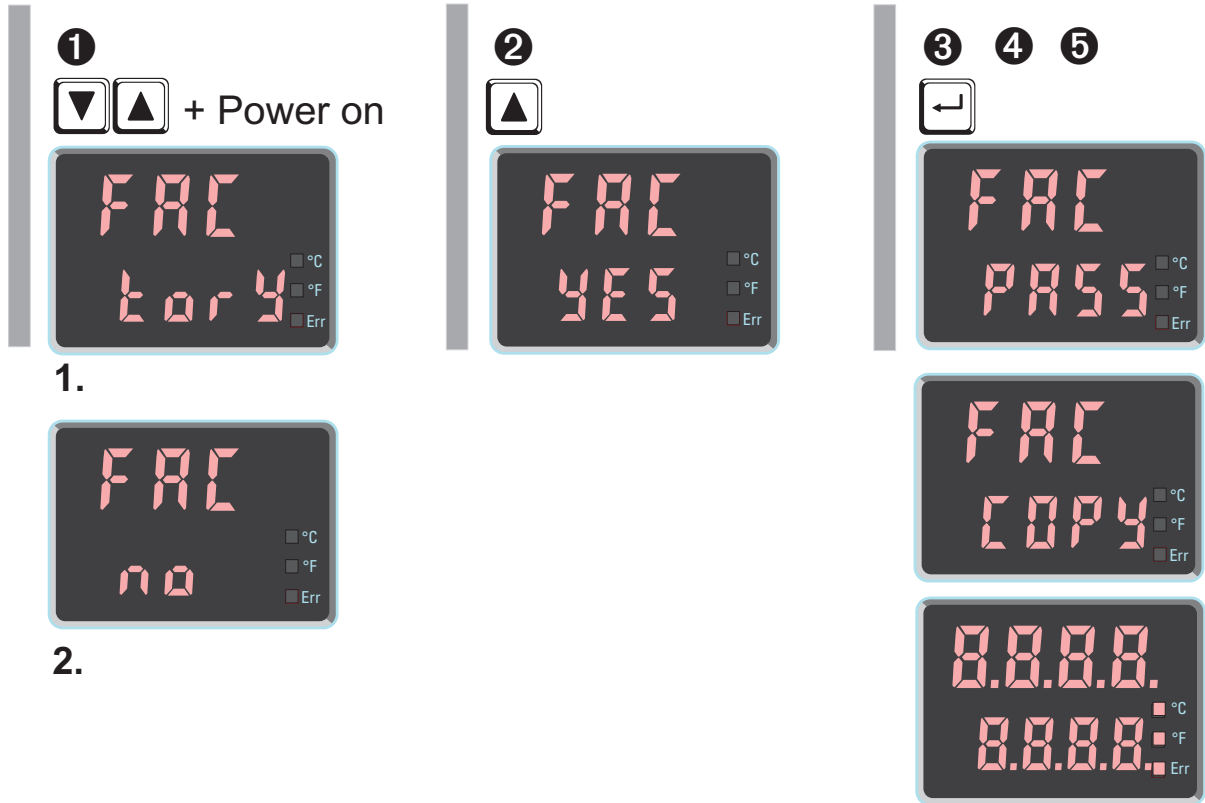 ❶
▼ ▲ + Power on
FAC
torY
°C
°F
Err
1.
FAC
no
°C
°F
Err
2.
❷
▲
FAC
YES
°C
°F
Err
❸ ❹ ❺
FAC
PASS
°C
°F
Err
FAC
COPY
°C
°F
Err
8.8.8.8.
8.8.8.8.
°C
°F
Err